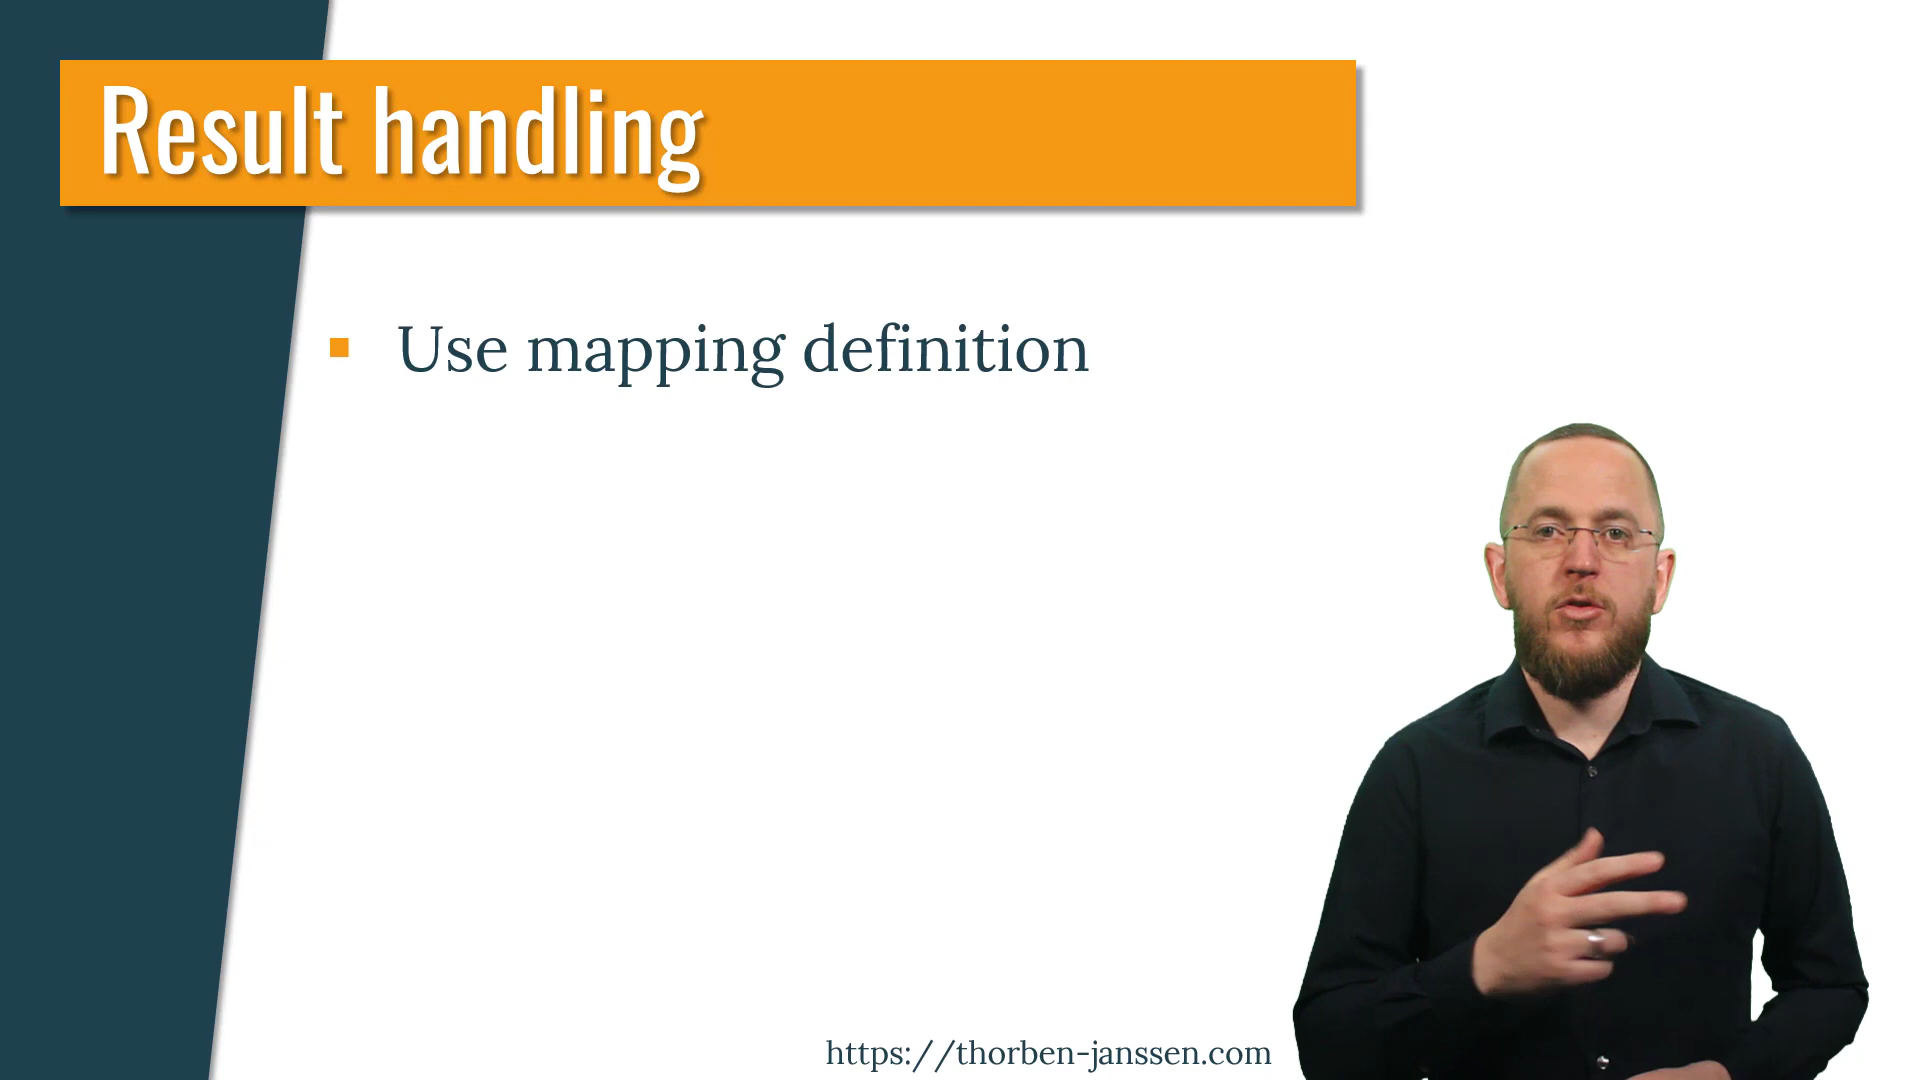 Result handling
Use mapping definition
https://thorben-janssen.com